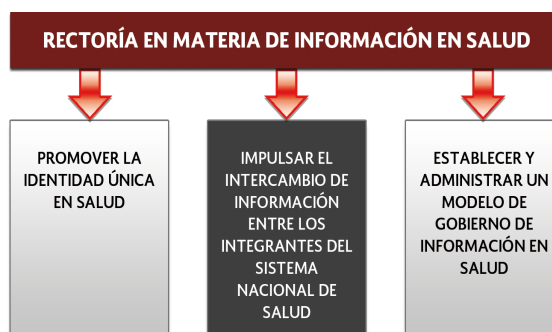 RECTORÍA EN MATERIA DE INFORMACIÓN EN SALUD
PROMOVER LA
IDENTIDAD ÚNICA
EN SALUD
IMPULSAR EL
INTERCAMBIO DE
INFORMACIÓN
ENTRE LOS
INTEGRANTES DEL
SISTEMA
NACIONAL DE
SALUD
ESTABLECER Y
ADMINISTRAR UN
MODELO DE
GOBIERNO DE
INFORMACIÓN EN
SALUD